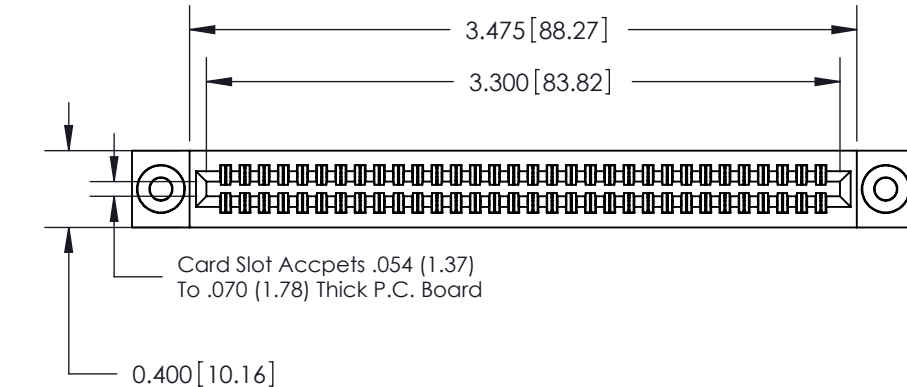 3.475[88.27]
3.300[83.82]
Card Slot Accpets .054 (1.37)
To .070 (1.78) Thick P.C. Board
0.400[10.16]